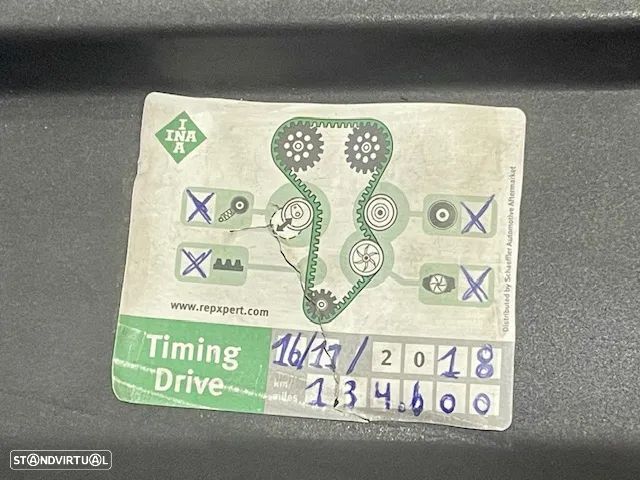 INA
I
A
X X
X X
©Distributed by Schaeffler Automotive Aftermarket
www.repxpert.com
Timing
Drive
16/11/2018
km/
miles
134.600
STANDVIRTUAL